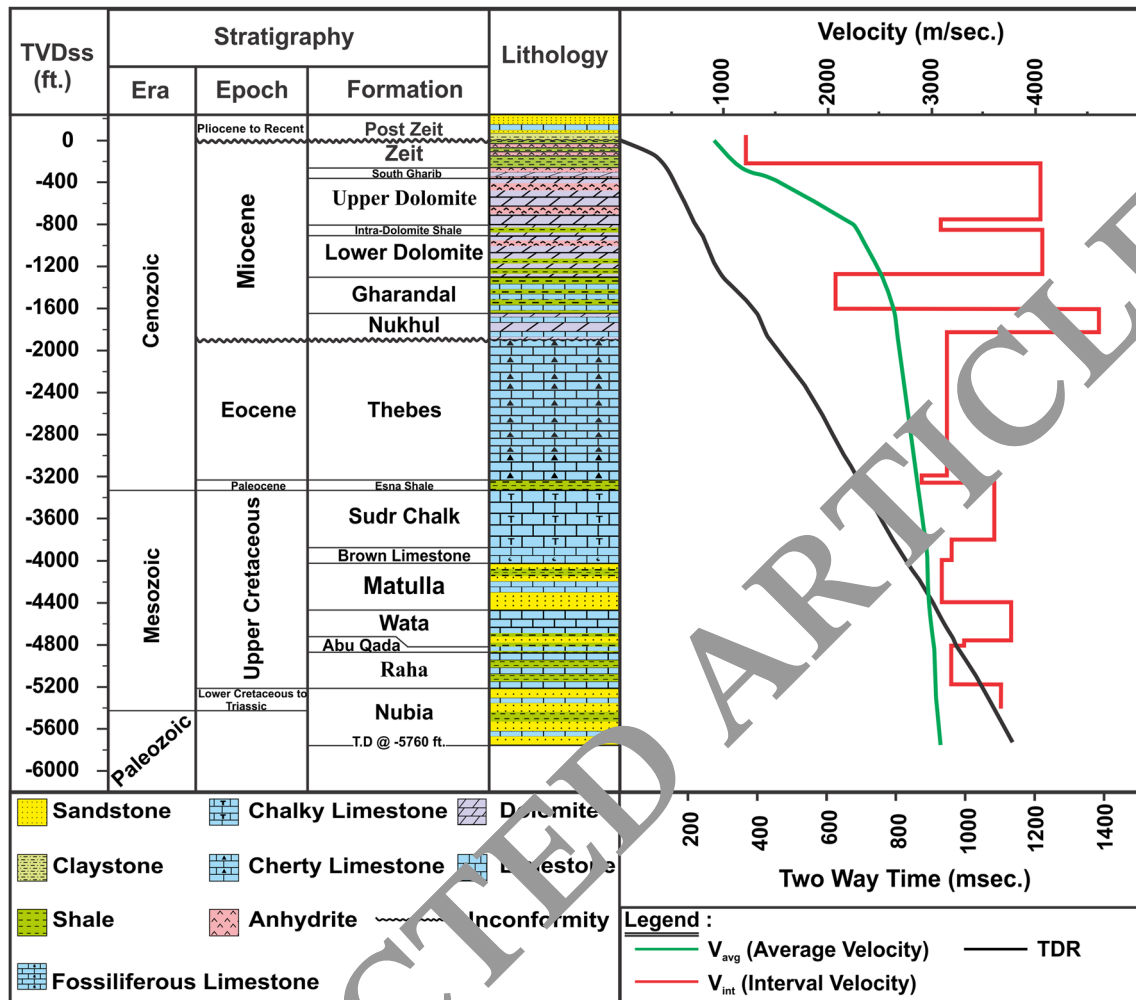 TVDss
(ft.)
Stratigraphy
Era
Epoch
Formation
Lithology
Velocity (m/sec.)
1000
2000
3000
4000
0
-400
-800
-1200
-1600
-2000
-2400
-2800
-3200
-3600
-4000
-4400
-4800
-5200
-5600
-6000
Cenozoic
Mesozoic
Paleozoic
Pliocene to Recent
Miocene
Eocene
Paleocene
Upper Cretaceous
Lower Cretaceous to
Triassic
Post Zeit
Zeit
South Gharib
Upper Dolomite
Intra-Dolomite Shale
Lower Dolomite
Gharandal
Nukhul
Thebes
Esna Shale
Sudr Chalk
Brown Limestone
Matulla
Wata
Abu Qada
Raha
Nubia
T.D @ -5760 ft.
200
400
600
800
1000
1200
1400
Two Way Time (msec.)
Sandstone
Chalky Limestone
Dolomite
Claystone
Cherty Limestone
Limestone
Shale
Anhydrite
Inconformity
Fossiliferous Limestone
Legend :
Vavg (Average Velocity)
TDR
Vint (Interval Velocity)
CTED ARTICLE